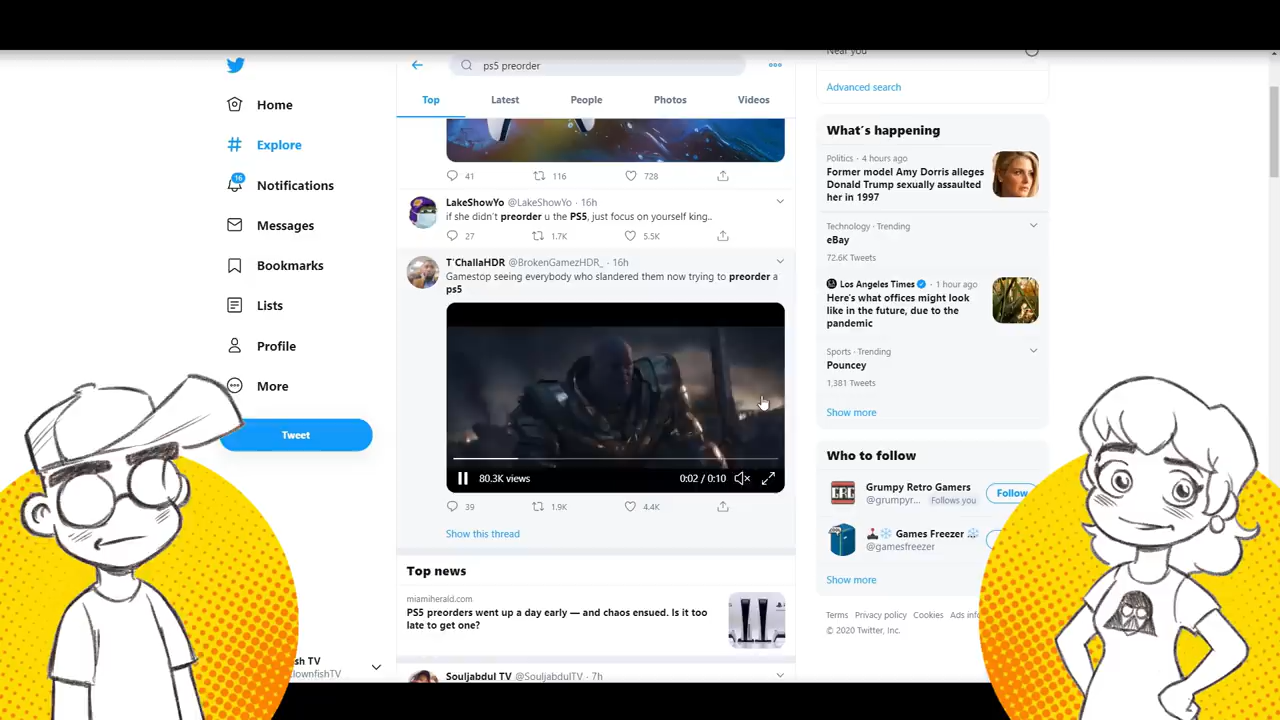 Near you
ps5 preorder
Home
Explore
16
Notifications
Messages
Bookmarks
Lists
Profile
More
Tweet
sh TV
lownfishTV
Top Latest People Photos Videos
41 116 728
LakeShowYo @LakeShowYo · 16h
if she didn't preorder u the PS5, just focus on yourself king..
27 1.7K 5.5K
T'ChallaHDR @BrokenGamezHDR_ · 16h
Gamestop seeing everybody who slandered them now trying to preorder a
ps5
80.3K views 0:02 / 0:10
39 1.9K 4.4K
Show this thread
Top news
miamiherald.com
PS5 preorders went up a day early — and chaos ensued. Is it too
late to get one?
Souljabdul TV @SouljabdulTV · 7h
Advanced search
What's happening
Politics · 4 hours ago
Former model Amy Dorris alleges
Donald Trump sexually assaulted
her in 1997
Technology · Trending
eBay
72.6K Tweets
Los Angeles Times · 1 hour ago
Here's what offices might look
like in the future, due to the
pandemic
Sports · Trending
Pouncey
1,381 Tweets
Show more
Who to follow
GRG
Grumpy Retro Gamers
@grumpyr... Follows you
Follow
Games Freezer
@gamesfreezer
Show more
Terms Privacy policy Cookies Ads inf
© 2020 Twitter, Inc.